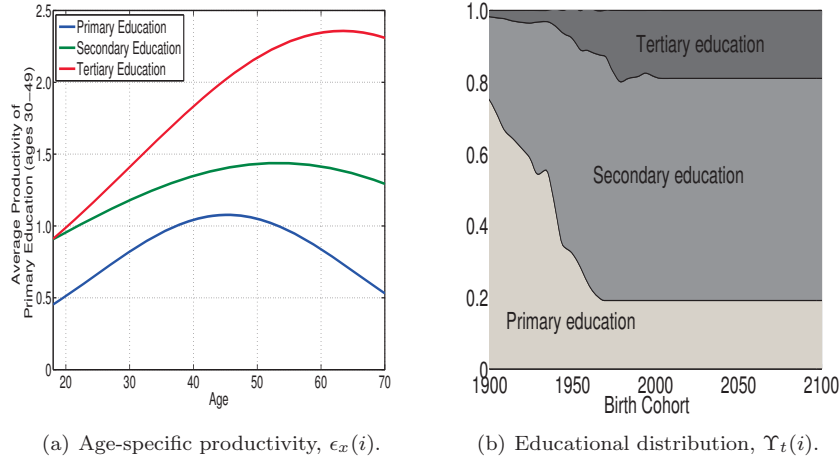 Average Productivity of
Primary Education (ages 30–49)
2.5
2.0
1.5
1.0
0.5
0
Primary Education
Secondary Education
Tertiary Education
20 30 40 50 60 70
Age
(a) Age-specific productivity, ϵx(i).
1.0
0.8
0.6
0.4
0.2
0
Tertiary education
Secondary education
Primary education
1900 1950 2000 2050 2100
Birth Cohort
(b) Educational distribution, Υt(i).